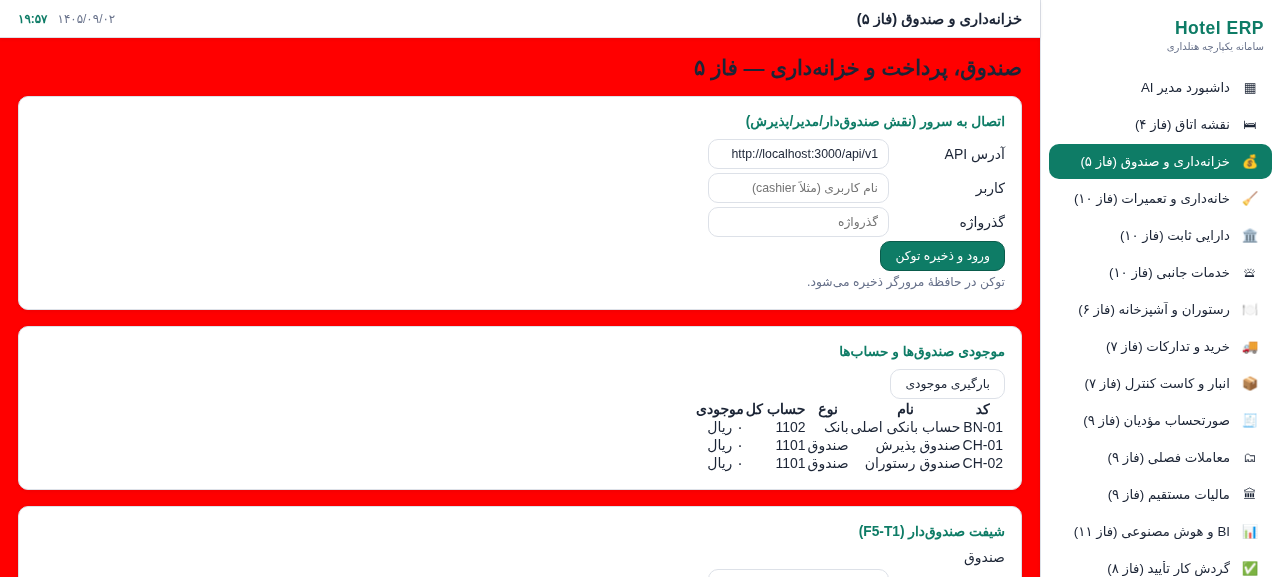 Hotel ERP
سامانه یکپارچه هتلداری
داشبورد مدیر AI
نقشه اتاق (فاز ۴)
خزانه‌داری و صندوق (فاز ۵)
خانه‌داری و تعمیرات (فاز ۱۰)
دارایی ثابت (فاز ۱۰)
خدمات جانبی (فاز ۱۰)
رستوران و آشپزخانه (فاز ۶)
خرید و تدارکات (فاز ۷)
انبار و کاست کنترل (فاز ۷)
صورتحساب مؤدیان (فاز ۹)
معاملات فصلی (فاز ۹)
مالیات مستقیم (فاز ۹)
BI و هوش مصنوعی (فاز ۱۱)
گردش کار تأیید (فاز ۸)
خزانه‌داری و صندوق (فاز ۵)
۱۴۰۵/۰۹/۰۲ ۱۹:۵۷
صندوق، پرداخت و خزانه‌داری — فاز ۵
اتصال به سرور (نقش صندوق‌دار/مدیر/پذیرش)
آدرس API http://localhost:3000/api/v1
کاربر نام کاربری (مثلاً cashier)
گذرواژه گذرواژه
ورود و ذخیره توکن
توکن در حافظهٔ مرورگر ذخیره می‌شود.
موجودی صندوق‌ها و حساب‌ها
بارگیری موجودی
کد نام نوع حساب کل موجودی
BN-01 حساب بانکی اصلی بانک 1102 ۰ ریال
CH-01 صندوق پذیرش صندوق 1101 ۰ ریال
CH-02 صندوق رستوران صندوق 1101 ۰ ریال
شیفت صندوق‌دار (F5-T1)
صندوق